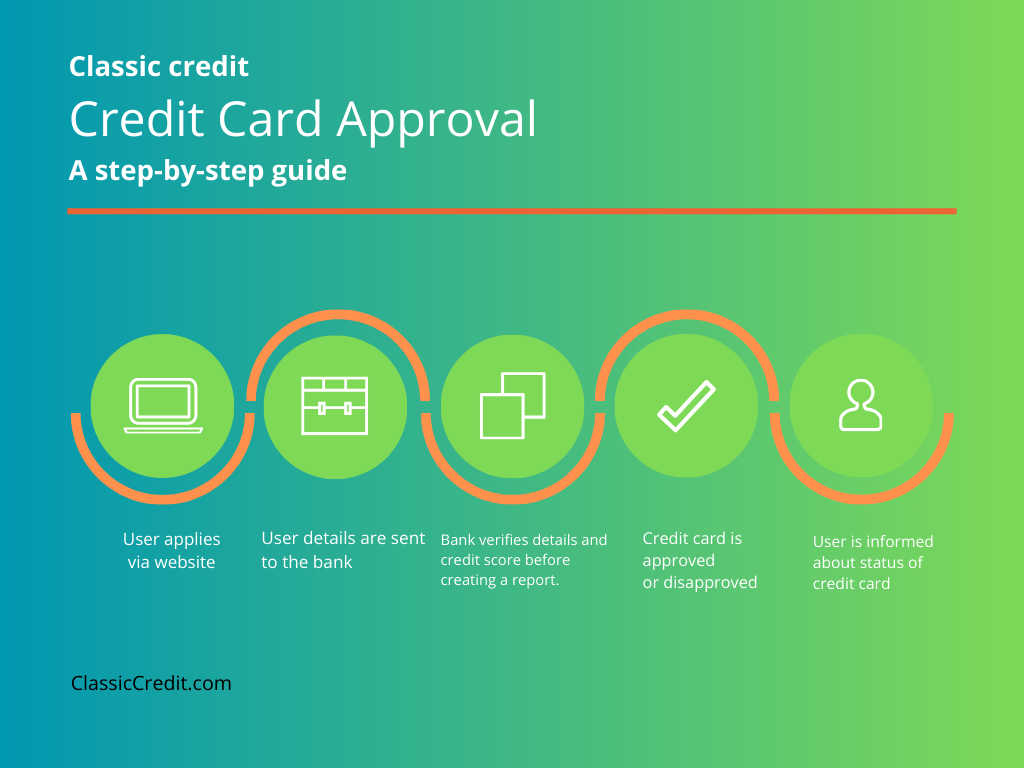 Classic credit
Credit Card Approval
A step-by-step guide
User applies
via website
User details are sent
to the bank
Bank verifies details and
credit score before
creating a report.
Credit card is
approved
or disapproved
User is informed
about status of
credit card
ClassicCredit.com